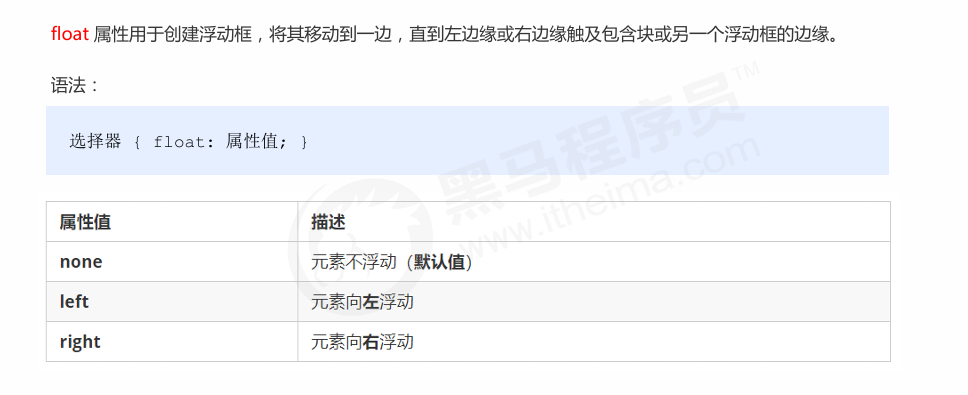 float 属性用于创建浮动框，将其移动到一边，直到左边缘或右边缘触及包含块或另一个浮动框的边缘。
语法：
选择器 { float: 属性值; }
属性值 描述
none 元素不浮动（默认值）
left 元素向左浮动
right 元素向右浮动
黑马程序员™
www.itheima.com